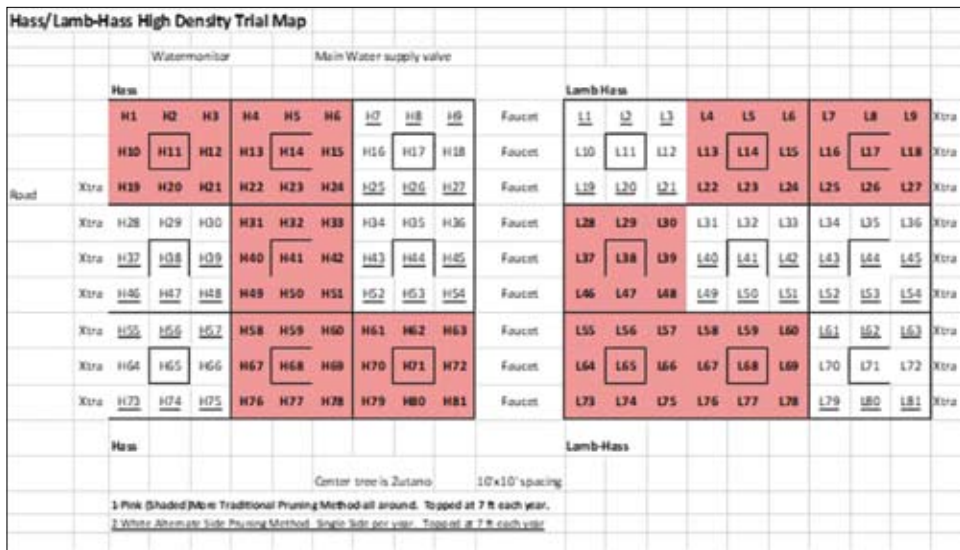 Hass/Lamb-Hass High Density Trial Map
Watermonitor Main Water supply valve
Hass Lamb Hass
H1 H2 H3 H4 H5 H6 H7 H8 H9 Faucet L1 L2 L3 L4 L5 L6 L7 L8 L9 Xtra
H10 H11 H12 H13 H14 H15 H16 H17 H18 Faucet L10 L11 L12 L13 L14 L15 L16 L17 L18 Xtra
Road Xtra H19 H20 H21 H22 H23 H24 H25 H26 H27 Faucet L19 L20 L21 L22 L23 L24 L25 L26 L27 Xtra
Xtra H28 H29 H30 H31 H32 H33 H34 H35 H36 Faucet L28 L29 L30 L31 L32 L33 L34 L35 L36 Xtra
Xtra H37 H38 H39 H40 H41 H42 H43 H44 H45 Faucet L37 L38 L39 L40 L41 L42 L43 L44 L45 Xtra
Xtra H46 H47 H48 H49 H50 H51 H52 H53 H54 Faucet L46 L47 L48 L49 L50 L51 L52 L53 L54 Xtra
Xtra H55 H56 H57 H58 H59 H60 H61 H62 H63 Faucet L55 L56 L57 L58 L59 L60 L61 L62 L63 Xtra
Xtra H64 H65 H66 H67 H68 H69 H70 H71 H72 Faucet L64 L65 L66 L67 L68 L69 L70 L71 L72 Xtra
Xtra H73 H74 H75 H76 H77 H78 H79 H80 H81 Faucet L73 L74 L75 L76 L77 L78 L79 L80 L81 Xtra
Hass Lamb-Hass
Center tree is Zutano 10'x10' spacing
1-Pink (Shaded)More Traditional Pruning Method-all around. Topped at 7 ft each year.
2 White Alternate Side Pruning Method. Single Side per year. Topped at 7 ft each year